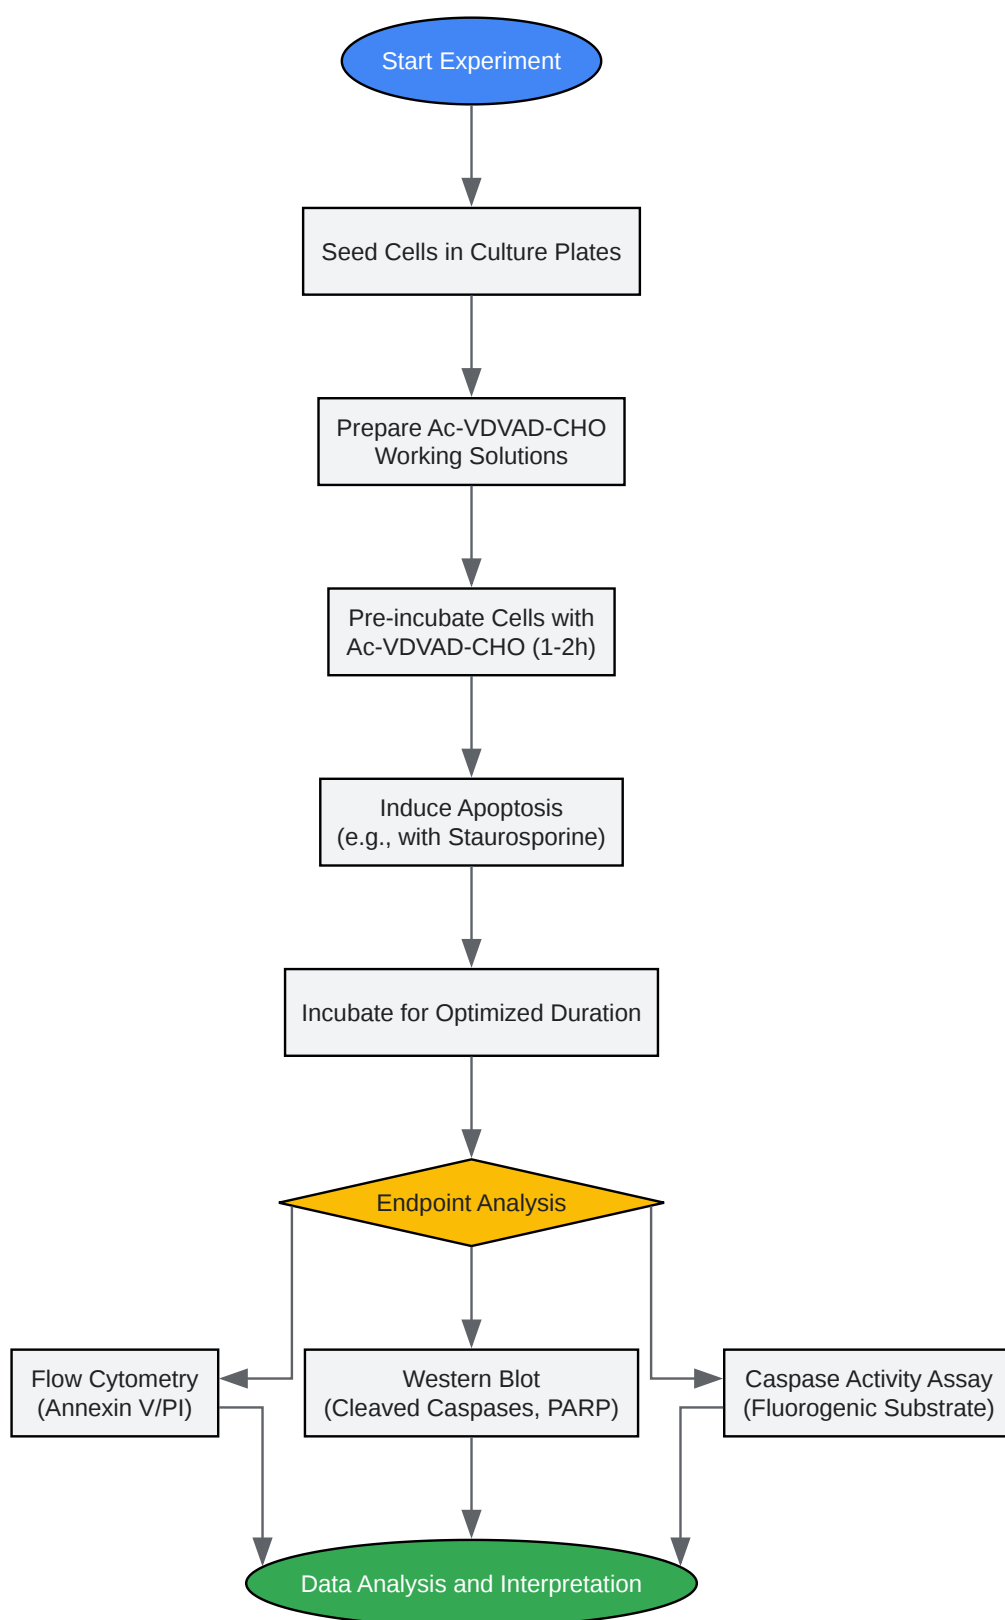 Start Experiment
Seed Cells in Culture Plates
Prepare Ac-VDVAD-CHO
Working Solutions
Pre-incubate Cells with
Ac-VDVAD-CHO (1-2h)
Induce Apoptosis
(e.g., with Staurosporine)
Incubate for Optimized Duration
Endpoint Analysis
Flow Cytometry
(Annexin V/PI)
Western Blot
(Cleaved Caspases, PARP)
Caspase Activity Assay
(Fluorogenic Substrate)
Data Analysis and Interpretation